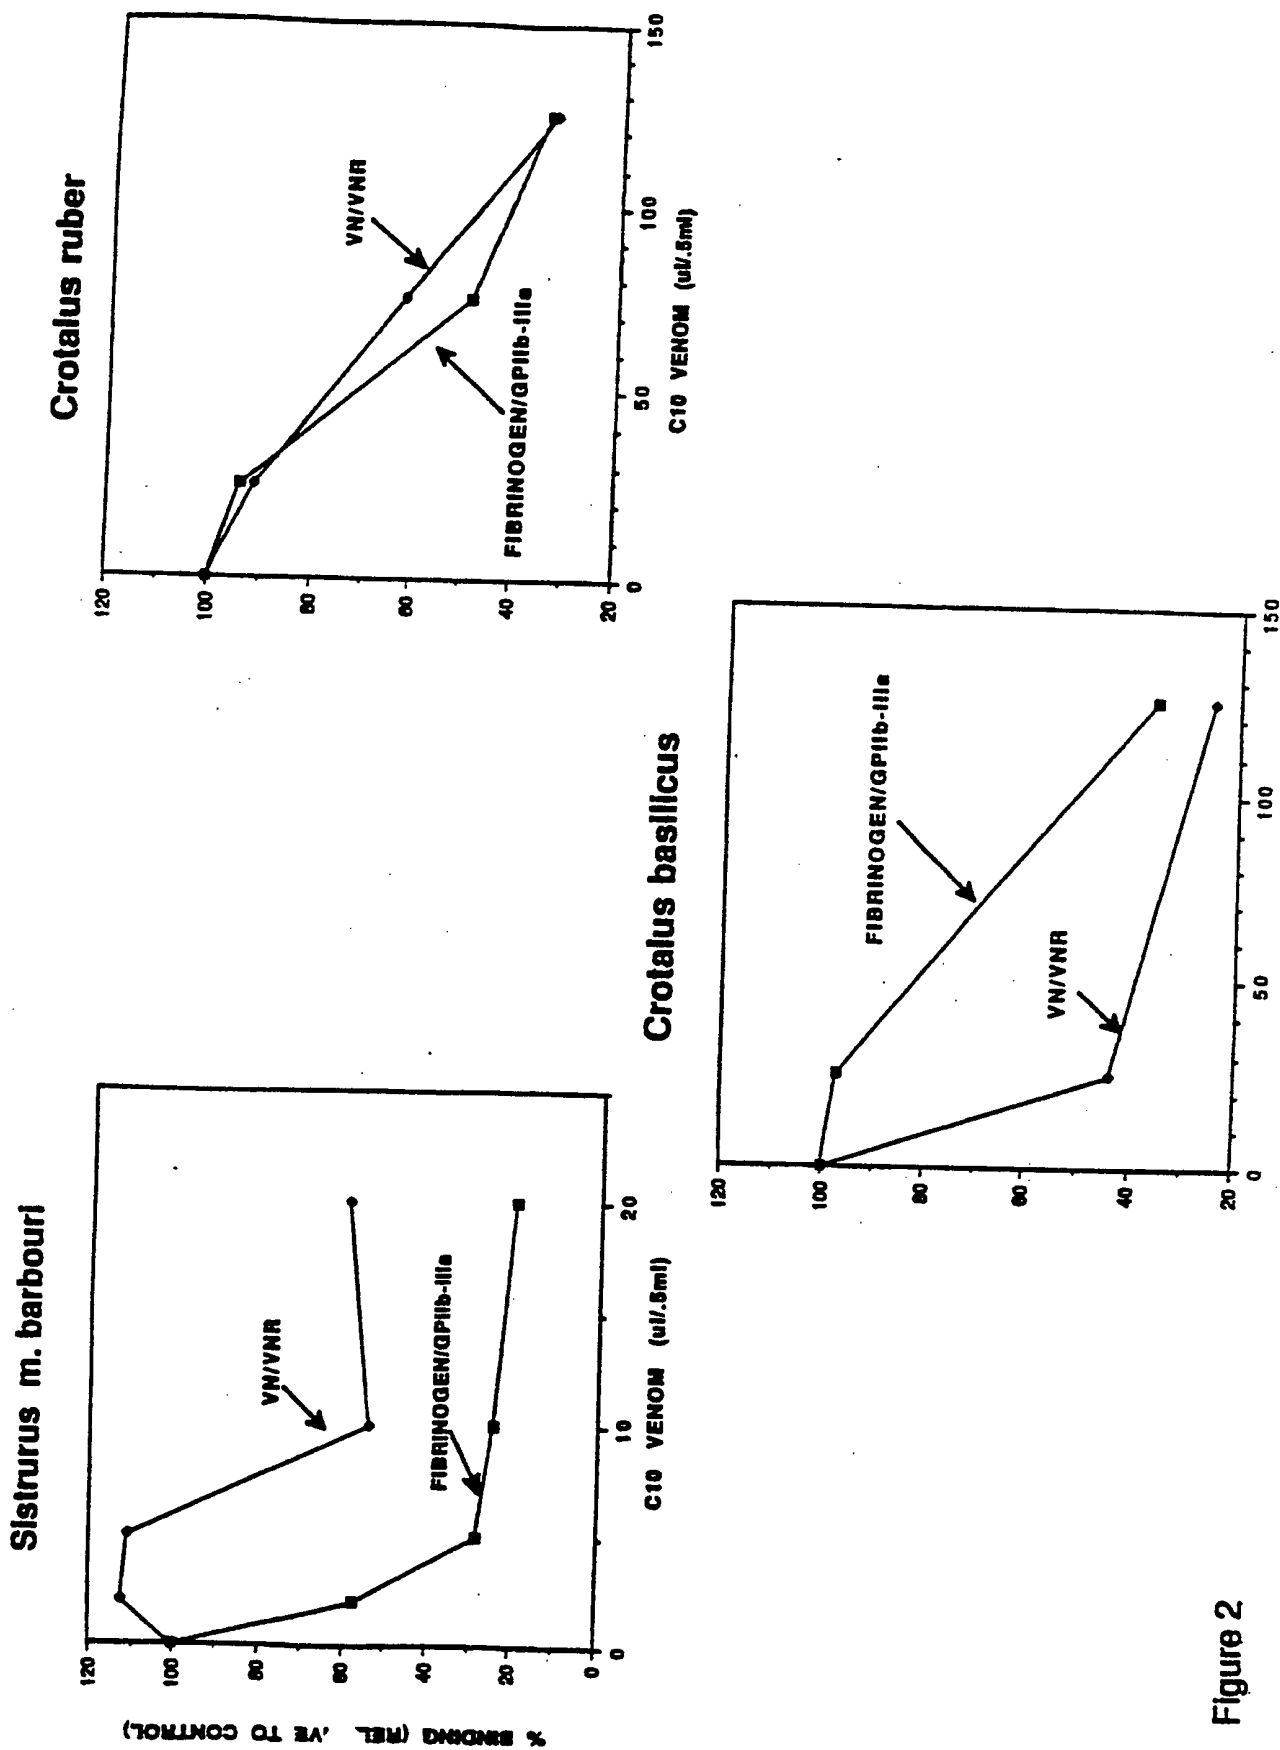 Sistrurus m. barbouri
% BINDING (REL. .VE TO CONTROL)
120
100
80
60
40
20
0
VN/VNR
FIBRINOGEN/GPIIb-IIIa
0
10
20
C10 VENOM (ul/.5ml)
Crotalus ruber
120
100
80
60
40
20
VN/VNR
FIBRINOGEN/GPIIb-IIIa
0
50
100
150
C10 VENOM (ul/.5ml)
Crotalus basilicus
120
100
80
60
40
20
FIBRINOGEN/GPIIb-IIIa
VN/VNR
0
50
100
150
Figure 2